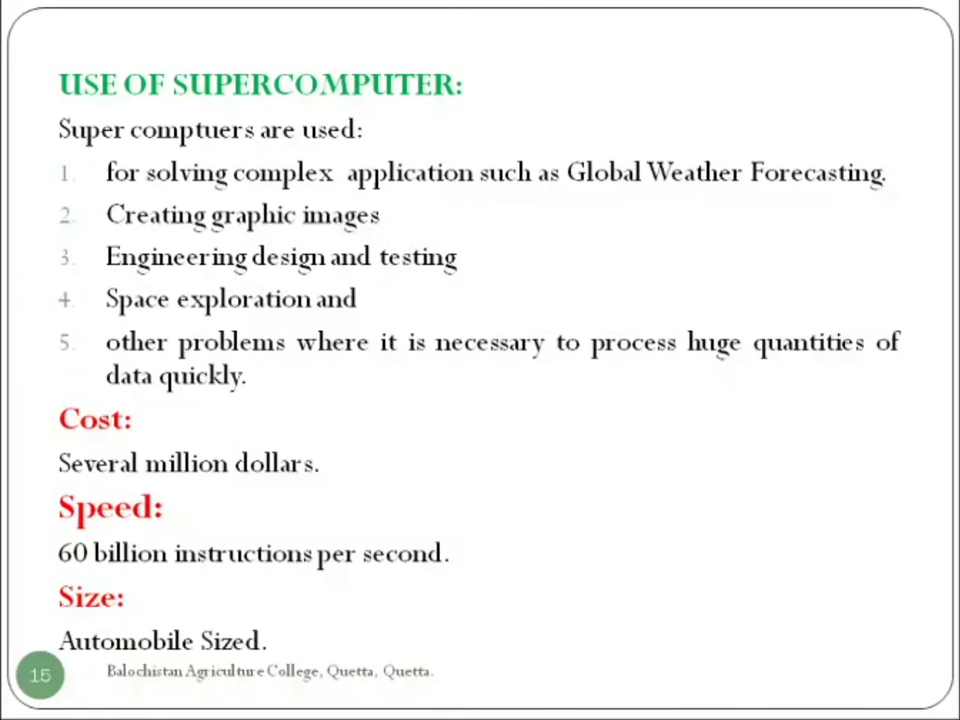 USE OF SUPERCOMPUTER:
Super comptuers are used:
1. for solving complex application such as Global Weather Forecasting.
2. Creating graphic images
3. Engineering design and testing
4. Space exploration and
5. other problems where it is necessary to process huge quantities of
data quickly.
Cost:
Several million dollars.
Speed:
60 billion instructions per second.
Size:
Automobile Sized.
15 Balochistan Agriculture College, Quetta, Quetta.